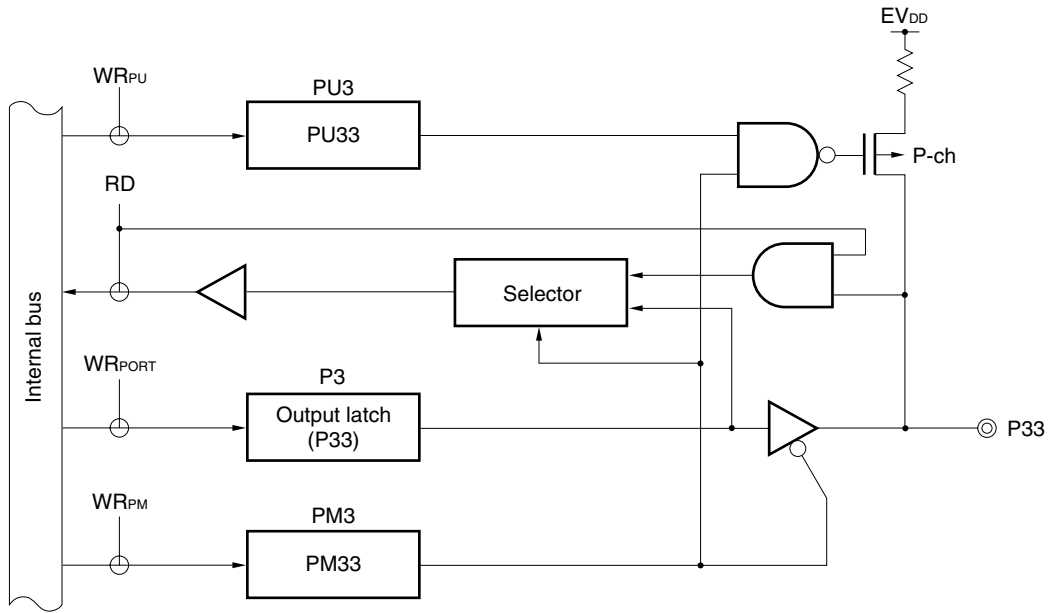 EVDD
WRPU
PU3
PU33
P-ch
RD
Selector
Internal bus
WRPORT
P3
Output latch
(P33)
P33
WRPM
PM3
PM33